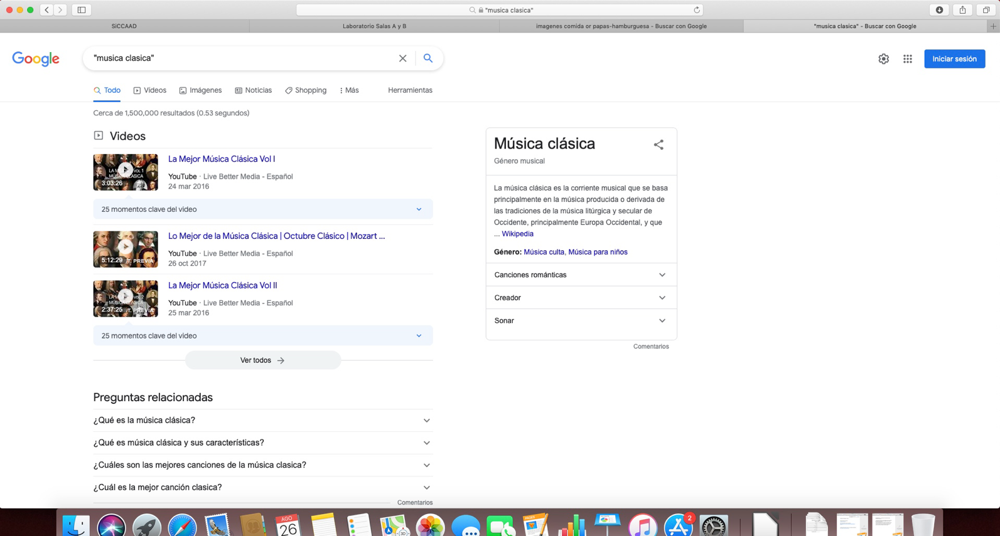 "musica clasica"
SiCCAAD
Laboratorio Salas A y B
imagenes comida or papas-hamburguesa - Buscar con Google
"musica clasica" - Buscar con Google
Google
"musica clasica"
Iniciar sesión
Todo
Videos
Imágenes
Noticias
Shopping
Más
Herramientas
Cerca de 1,500,000 resultados (0.53 segundos)
Videos
3:03:26
La Mejor Música Clásica Vol I
YouTube · Live Better Media - Español
24 mar 2016
25 momentos clave del video
5:12:29
T. PREVIA
Lo Mejor de la Música Clásica | Octubre Clásico | Mozart ...
YouTube · Live Better Media - Español
26 oct 2017
2:37:25
T. PREVIA
La Mejor Música Clásica Vol II
YouTube · Live Better Media - Español
25 mar 2016
25 momentos clave del video
Ver todos
Preguntas relacionadas
¿Qué es la música clásica?
¿Qué es música clásica y sus características?
¿Cuáles son las mejores canciones de la música clasica?
¿Cuál es la mejor canción clasica?
Comentarios
Música clásica
Género musical
La música clásica es la corriente musical que se basa
principalmente en la música producida o derivada de
las tradiciones de la música litúrgica y secular de
Occidente, principalmente Europa Occidental, y que
... Wikipedia
Género: Música culta, Música para niños
Canciones románticas
Creador
Sonar
Comentarios
AGO
26
3D
2